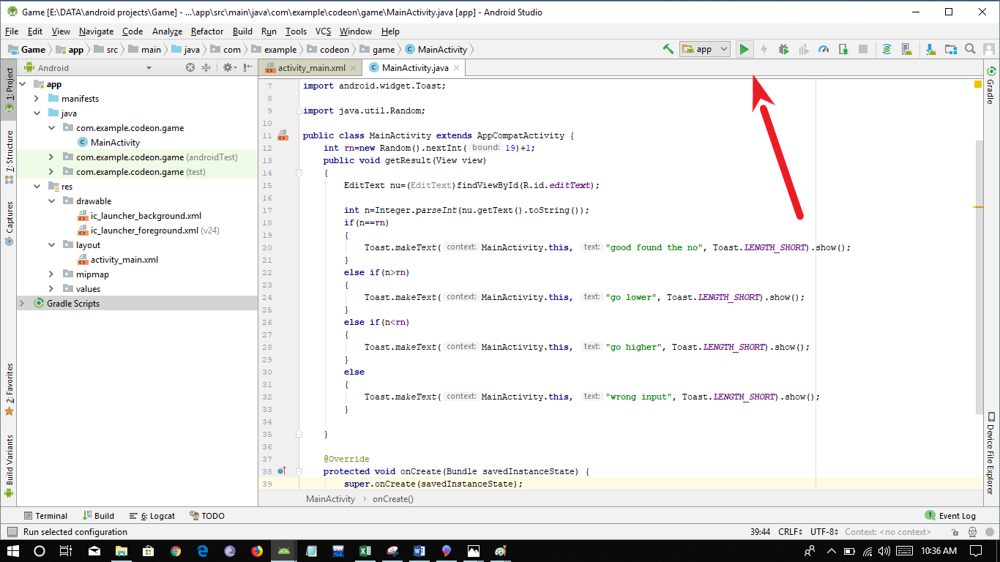 Game [E:\DATA\android projects\Game] - ...\app\src\main\java\com\example\codeon\game\MainActivity.java [app] - Android Studio
File Edit View Navigate Code Analyze Refactor Build Run Tools VCS Window Help
Game app src main java com example codeon game MainActivity app
Android
activity_main.xml MainActivity.java
1: Project
7: Structure
Captures
2: Favorites
Build Variants
app
manifests
java
com.example.codeon.game
MainActivity
com.example.codeon.game (androidTest)
com.example.codeon.game (test)
res
drawable
ic_launcher_background.xml
ic_launcher_foreground.xml (v24)
layout
activity_main.xml
mipmap
values
Gradle Scripts
7 import android.widget.Toast;
8
9 import java.util.Random;
10
11 public class MainActivity extends AppCompatActivity {
12 int rn=new Random().nextInt( bound: 19)+1;
13 public void getResult(View view)
14 {
15 EditText nu=(EditText)findViewById(R.id.editText);
16
17 int n=Integer.parseInt(nu.getText().toString());
18 if(n==rn)
19 {
20 Toast.makeText( context: MainActivity.this, text: "good found the no", Toast.LENGTH_SHORT).show();
21 }
22 else if(n>rn)
23 {
24 Toast.makeText( context: MainActivity.this, text: "go lower", Toast.LENGTH_SHORT).show();
25 }
26 else if(n<rn)
27 {
28 Toast.makeText( context: MainActivity.this, text: "go higher", Toast.LENGTH_SHORT).show();
29 }
30 else
31 {
32 Toast.makeText( context: MainActivity.this, text: "wrong input", Toast.LENGTH_SHORT).show();
33 }
34
35 }
36
37 @Override
38 protected void onCreate(Bundle savedInstanceState) {
39 super.onCreate(savedInstanceState);
MainActivity › onCreate()
Gradle
Device File Explorer
Terminal Build 6: Logcat TODO 1 Event Log
Run selected configuration 39:44 CRLF UTF-8 Context: <no context>
10:36 AM